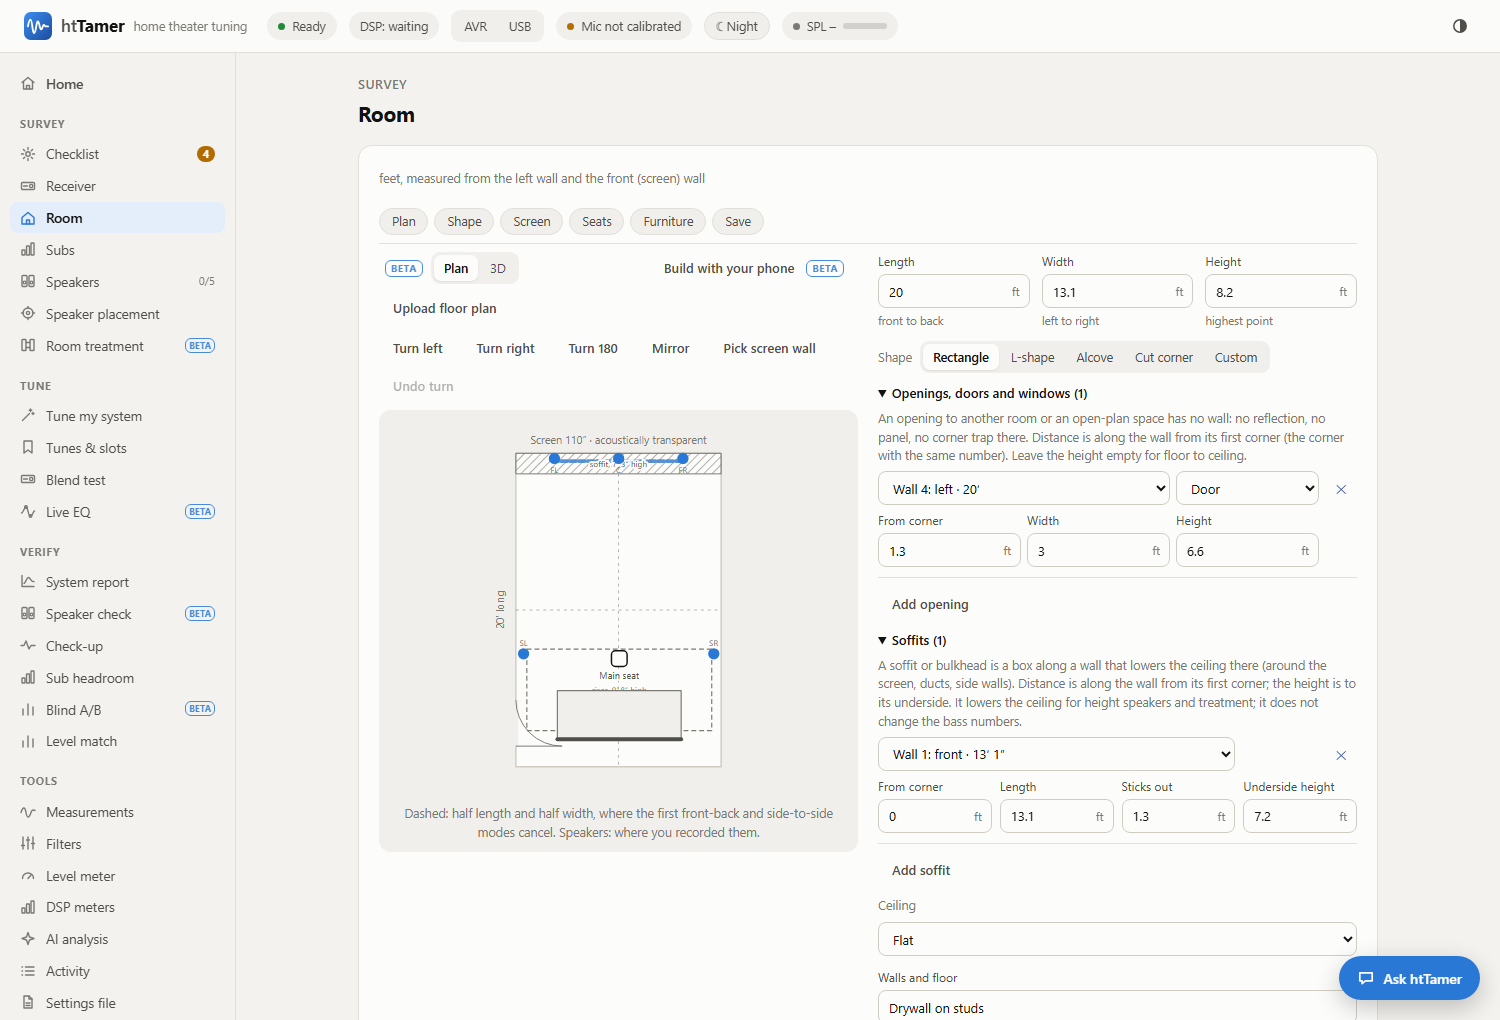 htTamer home theater tuning
Ready
DSP: waiting
AVR USB
Mic not calibrated
Night
SPL –
Home
SURVEY
Checklist 4
Receiver
Room
Subs
Speakers 0/5
Speaker placement
Room treatment BETA
TUNE
Tune my system
Tunes & slots
Blend test
Live EQ BETA
VERIFY
System report
Speaker check BETA
Check-up
Sub headroom
Blind A/B BETA
Level match
TOOLS
Measurements
Filters
Level meter
DSP meters
AI analysis
Activity
Settings file
SURVEY
Room
feet, measured from the left wall and the front (screen) wall
Plan Shape Screen Seats Furniture Save
BETA Plan 3D Build with your phone BETA
Upload floor plan
Turn left Turn right Turn 180 Mirror Pick screen wall
Undo turn
Screen 110″ · acoustically transparent
soffit, high
FL FR
20′ long
SL SR
Main seat
Dashed: half length and half width, where the first front-back and side-to-side
modes cancel. Speakers: where you recorded them.
Length Width Height
20 ft 13.1 ft 8.2 ft
front to back left to right highest point
Shape Rectangle L-shape Alcove Cut corner Custom
Openings, doors and windows (1)
An opening to another room or an open-plan space has no wall: no reflection, no
panel, no corner trap there. Distance is along the wall from its first corner (the corner
with the same number). Leave the height empty for floor to ceiling.
Wall 4: left · 20′ Door
From corner Width Height
1.3 ft 3 ft 6.6 ft
Add opening
Soffits (1)
A soffit or bulkhead is a box along a wall that lowers the ceiling there (around the
screen, ducts, side walls). Distance is along the wall from its first corner; the height is to
its underside. It lowers the ceiling for height speakers and treatment; it does not
change the bass numbers.
Wall 1: front · 13′ 1″
From corner Length Sticks out Underside height
0 ft 13.1 ft 1.3 ft 7.2 ft
Add soffit
Ceiling
Flat
Walls and floor
Drywall on studs
Ask htTamer